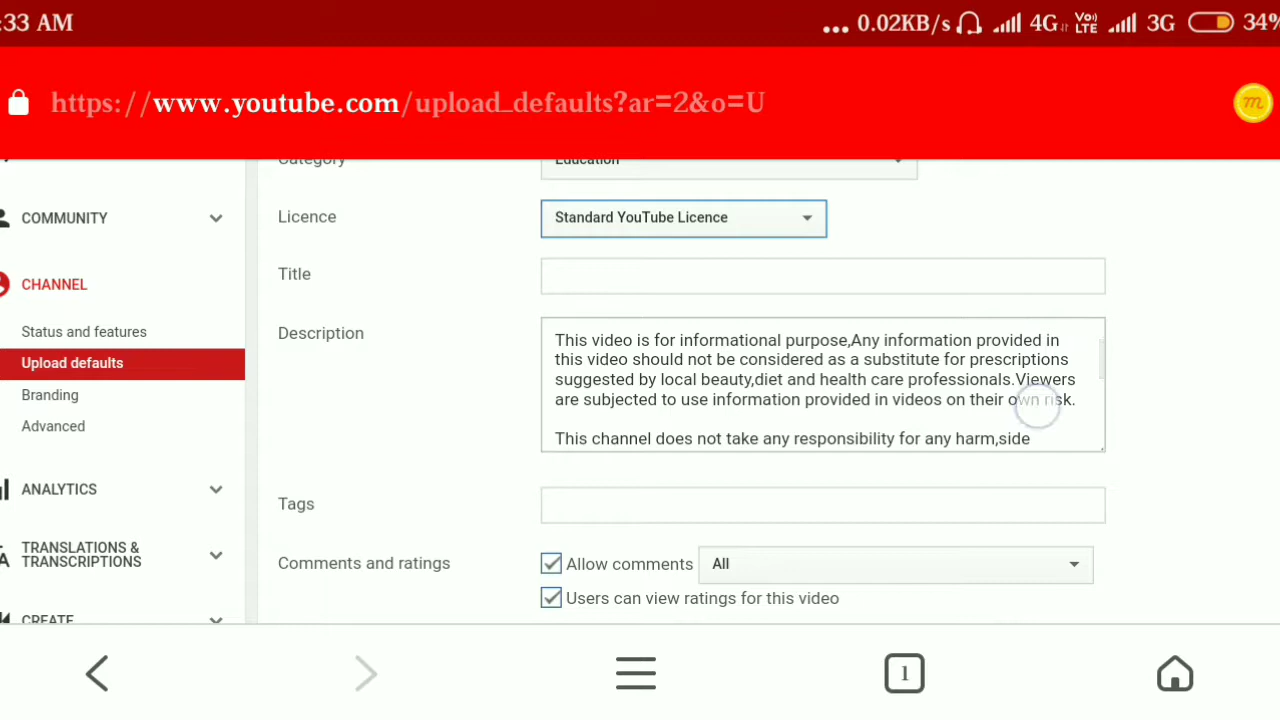 :33 AM
... 0.02KB/s 4G Vo) LTE 3G 34%
https://www.youtube.com/upload_defaults?ar=2&o=U
m
Category Education
COMMUNITY
Licence Standard YouTube Licence
Title
CHANNEL
Status and features
Upload defaults
Branding
Advanced
Description
This video is for informational purpose,Any information provided in
this video should not be considered as a substitute for prescriptions
suggested by local beauty,diet and health care professionals.Viewers
are subjected to use information provided in videos on their own risk.
This channel does not take any responsibility for any harm,side
ANALYTICS
Tags
TRANSLATIONS &
TRANSCRIPTIONS
Comments and ratings Allow comments All
Users can view ratings for this video
CREATE
1